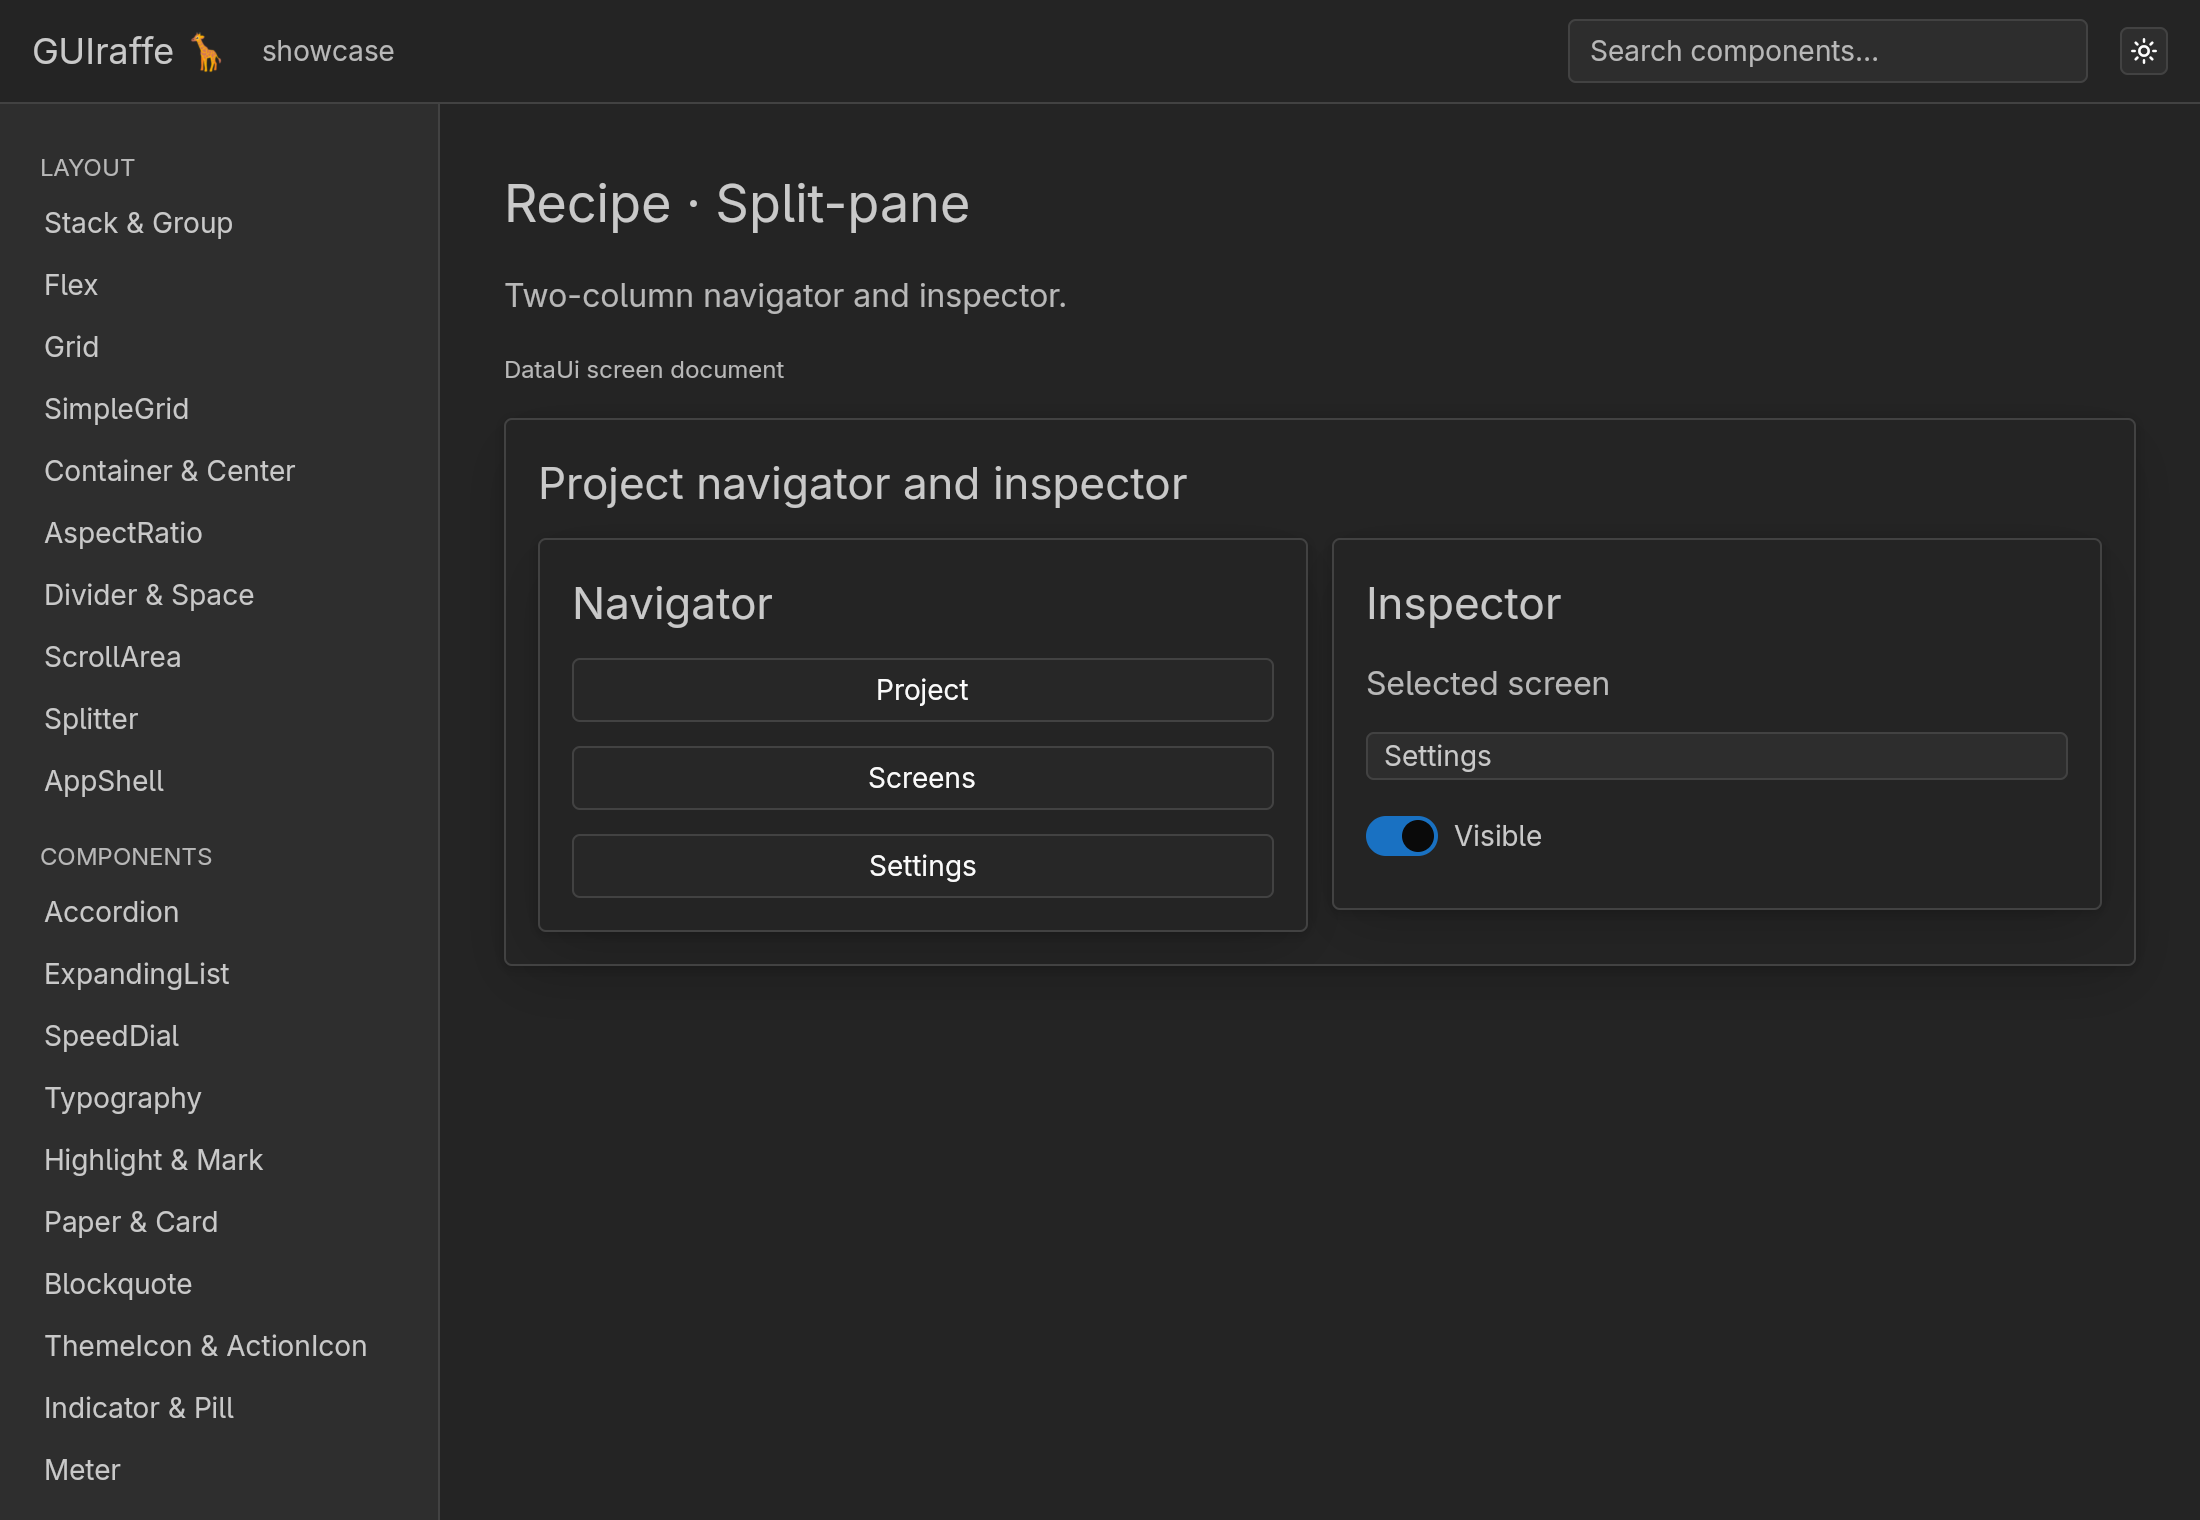 GUIraffe 🦒 showcase
Search components...
LAYOUT
Stack & Group
Flex
Grid
SimpleGrid
Container & Center
AspectRatio
Divider & Space
ScrollArea
Splitter
AppShell
COMPONENTS
Accordion
ExpandingList
SpeedDial
Typography
Highlight & Mark
Paper & Card
Blockquote
ThemeIcon & ActionIcon
Indicator & Pill
Meter
Recipe · Split-pane
Two-column navigator and inspector.
DataUi screen document
Project navigator and inspector
Navigator
Project
Screens
Settings
Inspector
Selected screen
Settings
Visible